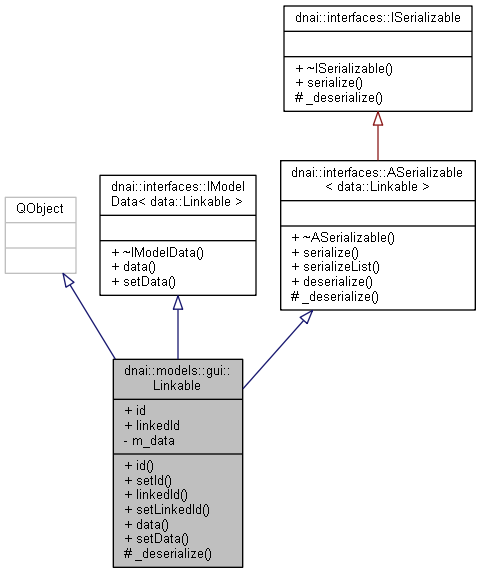 dnai::interfaces::ISerializable
+ ~ISerializable()
+ serialize()
# _deserialize()
dnai::interfaces::ASerializable
< data::Linkable >
+ ~ASerializable()
+ serialize()
+ serializeList()
+ deserialize()
# _deserialize()
dnai::interfaces::IModel
Data< data::Linkable >
+ ~IModelData()
+ data()
+ setData()
QObject
dnai::models::gui::
Linkable
+ id
+ linkedId
- m_data
+ id()
+ setId()
+ linkedId()
+ setLinkedId()
+ data()
+ setData()
# _deserialize()